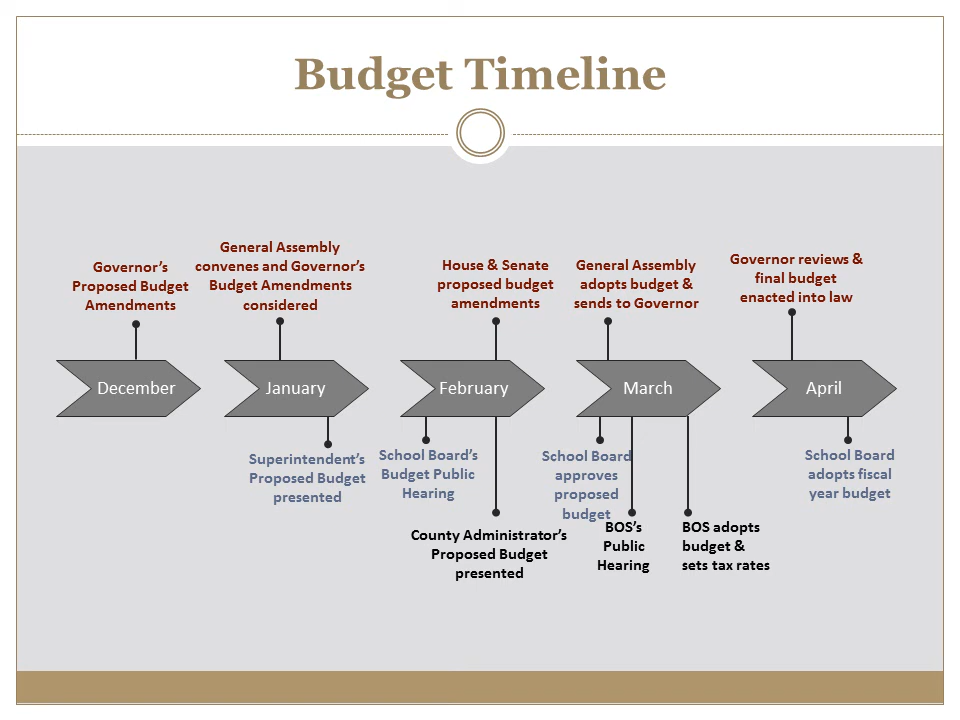 Budget Timeline
Governor’s
Proposed Budget
Amendments
General Assembly
convenes and Governor’s
Budget Amendments
considered
House & Senate
proposed budget
amendments
General Assembly
adopts budget &
sends to Governor
Governor reviews &
final budget
enacted into law
December
January
February
March
April
Superintendent’s
Proposed Budget
presented
School Board’s
Budget Public
Hearing
County Administrator’s
Proposed Budget
presented
School Board
approves
proposed
budget
BOS’s
Public
Hearing
BOS adopts
budget &
sets tax rates
School Board
adopts fiscal
year budget